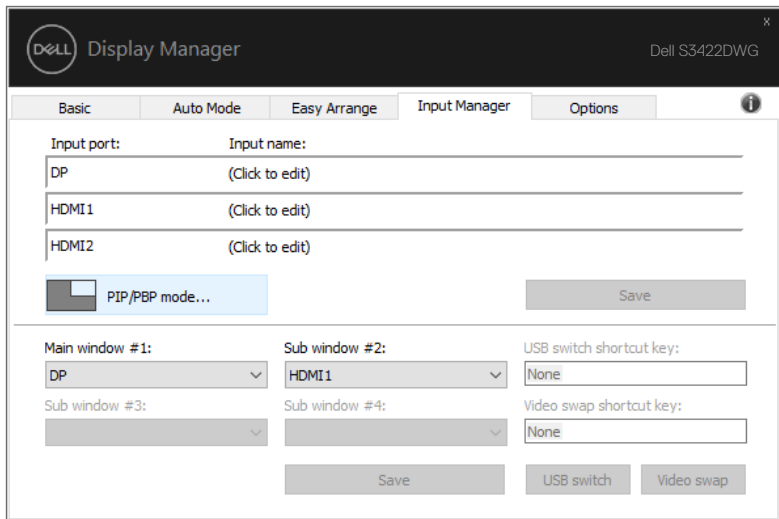 x
DELL Display Manager
Dell S3422DWG
Basic Auto Mode Easy Arrange Input Manager Options i
Input port: Input name:
DP (Click to edit)
HDMI1 (Click to edit)
HDMI2 (Click to edit)
PIP/PBP mode... Save
Main window #1: Sub window #2: USB switch shortcut key:
DP HDMI1 None
Sub window #3: Sub window #4: Video swap shortcut key:
None
Save USB switch Video swap